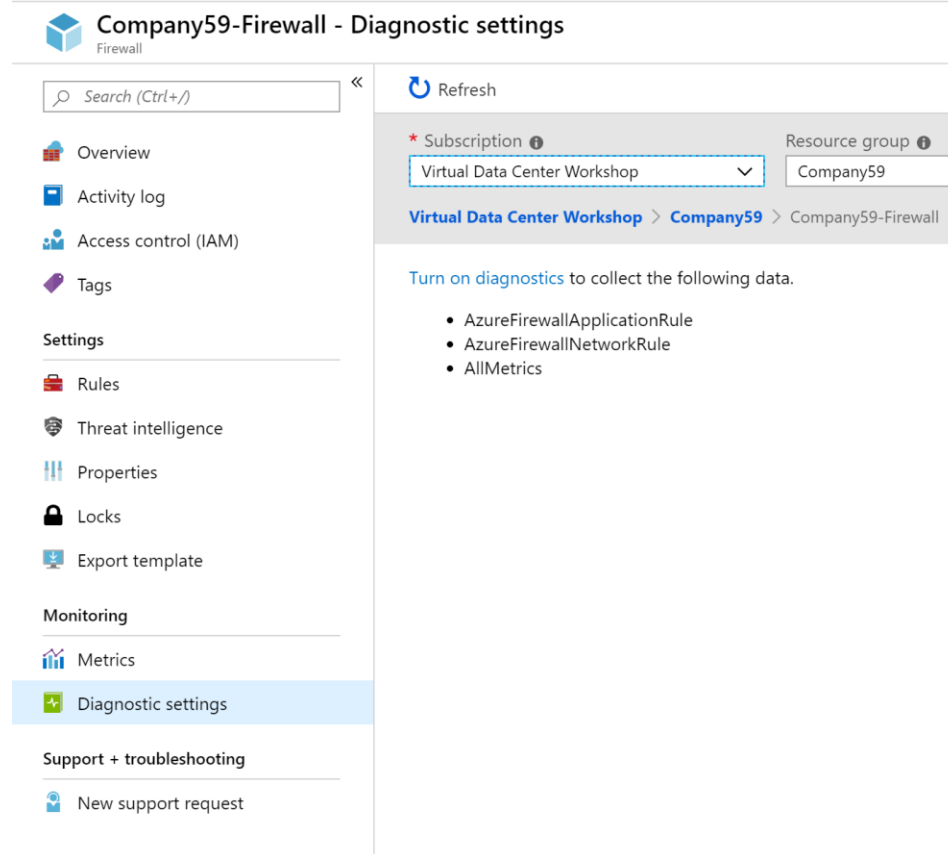 Company59-Firewall - Diagnostic settings
Firewall
Search (Ctrl+/)
«
Overview
Activity log
Access control (IAM)
Tags
Settings
Rules
Threat intelligence
Properties
Locks
Export template
Monitoring
Metrics
Diagnostic settings
Support + troubleshooting
New support request
Refresh
* Subscription
Resource group
Virtual Data Center Workshop
Company59
Virtual Data Center Workshop > Company59 > Company59-Firewall
Turn on diagnostics to collect the following data.
• AzureFirewallApplicationRule
• AzureFirewallNetworkRule
• AllMetrics